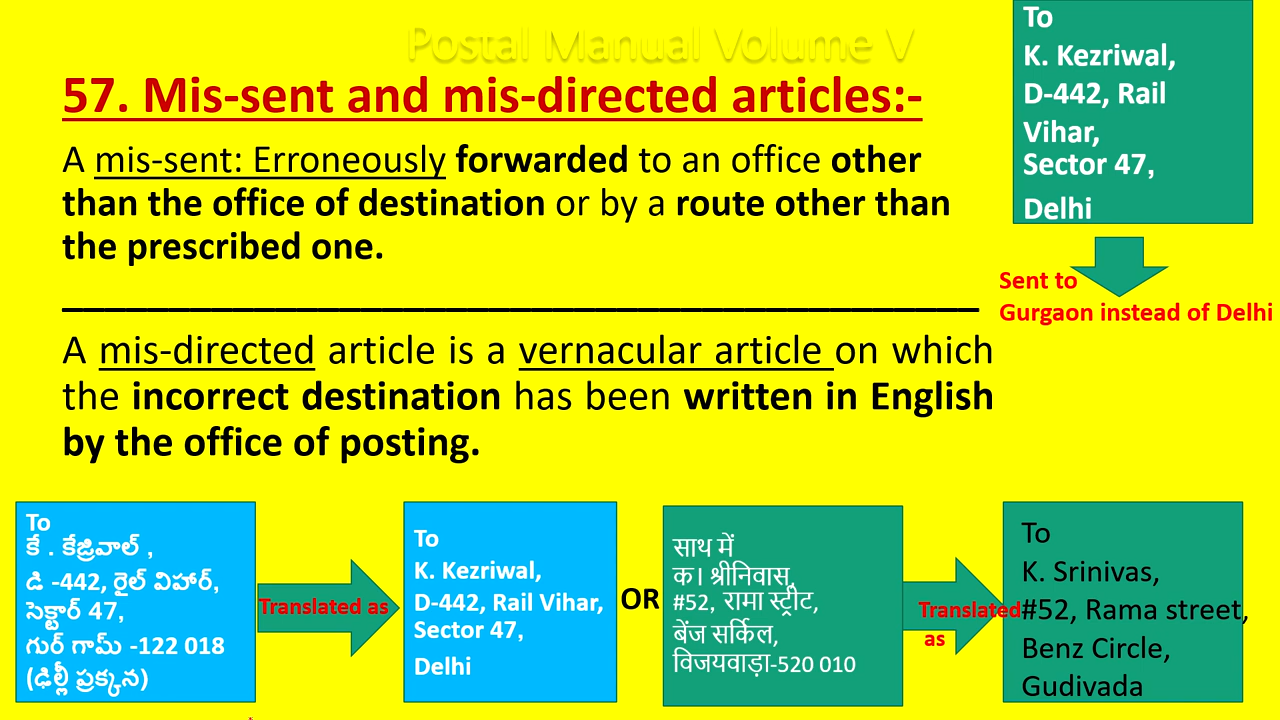 Postal Manual Volume V
57. Mis-sent and mis-directed articles:-
A mis-sent: Erroneously forwarded to an office other
than the office of destination or by a route other than
the prescribed one.
To
K. Kezriwal,
D-442, Rail
Vihar,
Sector 47,
Delhi
Sent to
Gurgaon instead of Delhi
A mis-directed article is a vernacular article on which
the incorrect destination has been written in English
by the office of posting.
To
కే . కేజ్రివాల్ ,
డి -442, రైల్ విహార్,
సెక్టార్ 47,
గుర్ గామ్ -122 018
(ఢిల్లీ ప్రక్కన)
Translated as
To
K. Kezriwal,
D-442, Rail Vihar,
Sector 47,
Delhi
OR
साथ में
क। श्रीनिवास,
#52, रामा स्ट्रीट,
बेंज सर्किल,
विजयवाड़ा-520 010
Translated
as
To
K. Srinivas,
#52, Rama street,
Benz Circle,
Gudivada